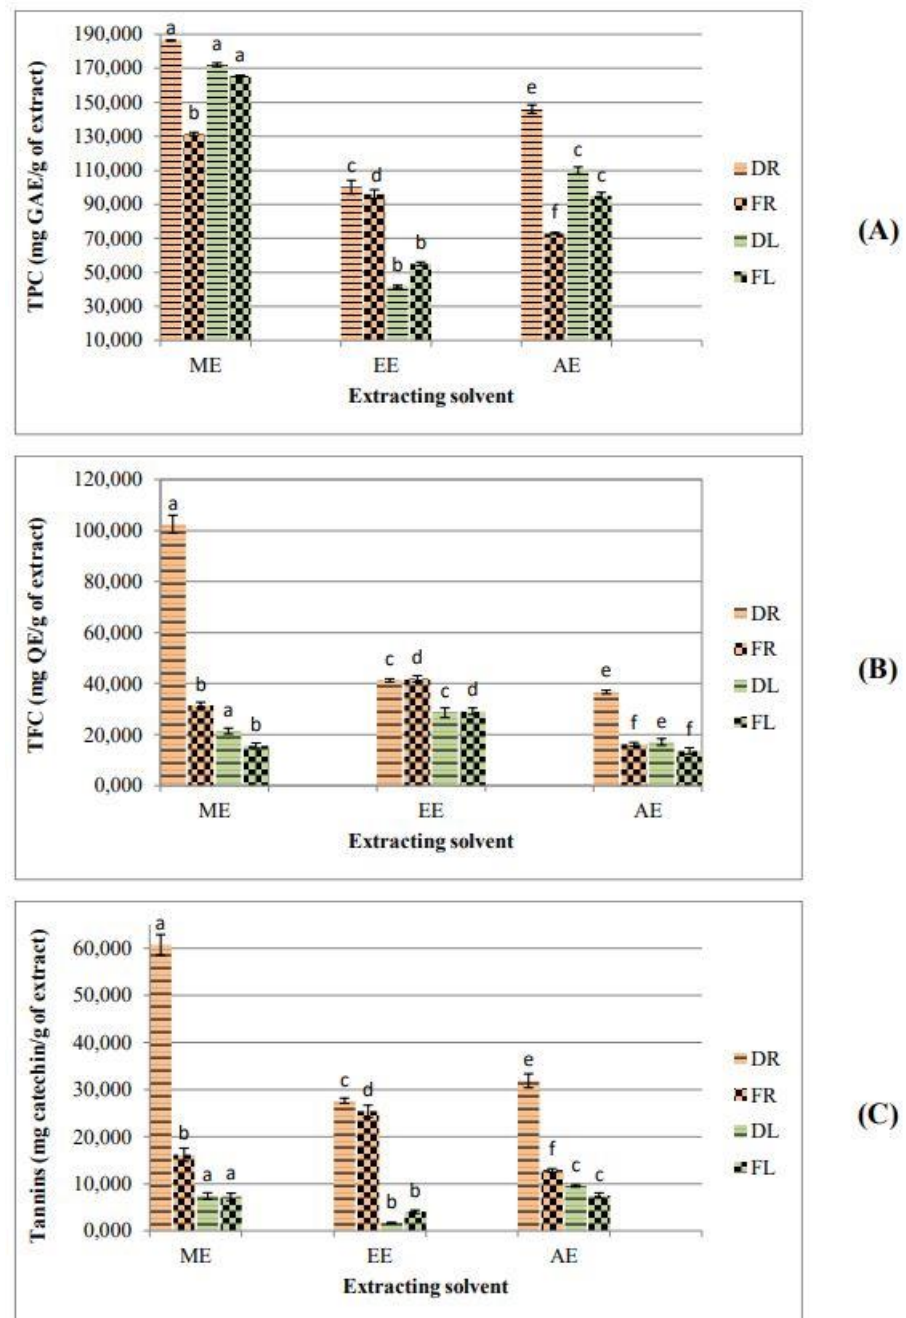 190,000
170,000
150,000
130,000
110,000
90,000
70,000
50,000
30,000
10,000
TPC (mg GAE/g of extract)
a
b
a
a
c
d
b
b
e
f
c
c
ME
EE
AE
Extracting solvent
DR
FR
DL
FL
(A)
120,000
100,000
80,000
60,000
40,000
20,000
0,000
TFC (mg QE/g of extract)
a
b
a
b
c
d
c
d
e
f
e
f
ME
EE
AE
Extracting solvent
DR
FR
DL
FL
(B)
60,000
50,000
40,000
30,000
20,000
10,000
0,000
Tannins (mg catechin/g of extract)
a
b
a
a
c
d
b
b
e
f
c
c
ME
EE
AE
Extracting solvent
DR
FR
DL
FL
(C)